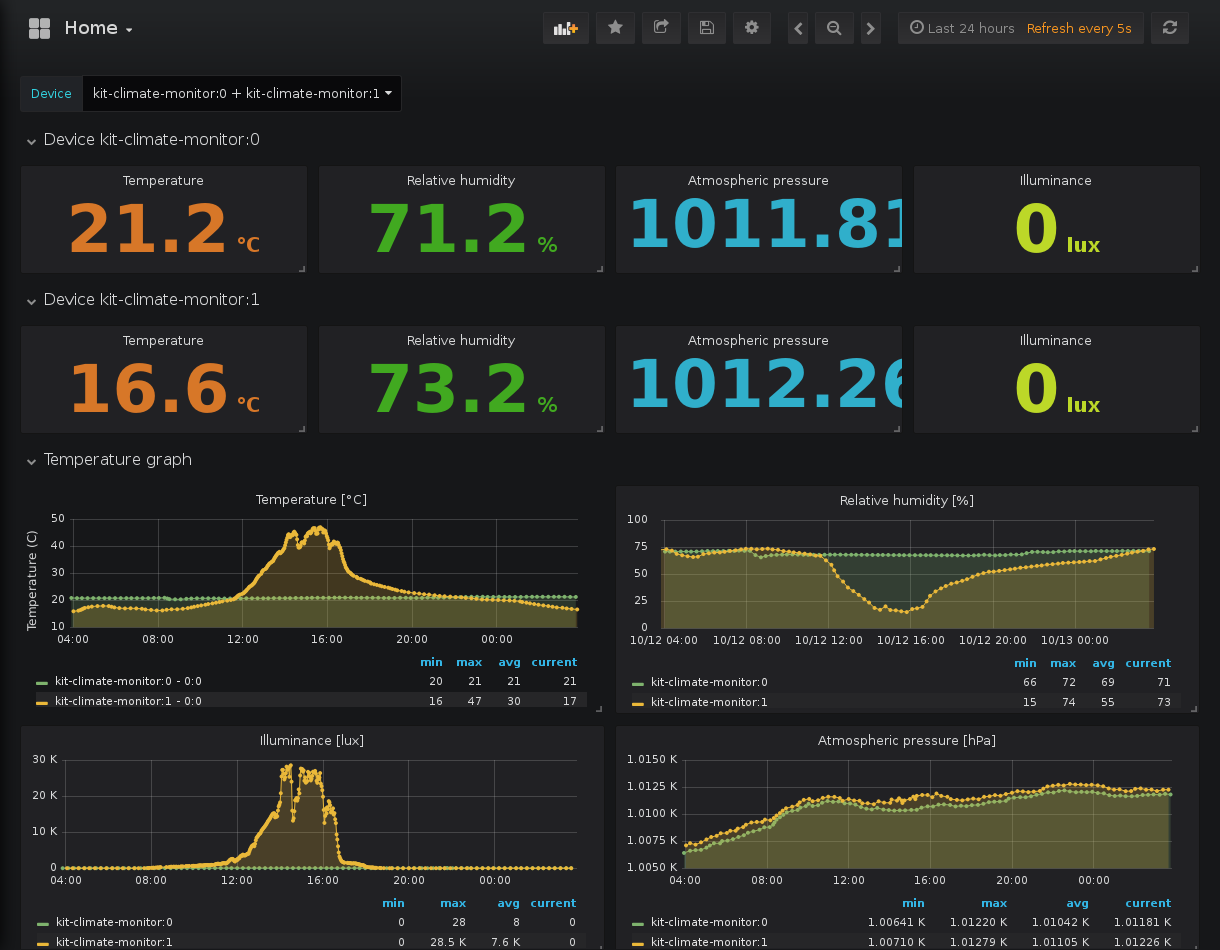 Home
Last 24 hours Refresh every 5s
Device kit-climate-monitor:0 + kit-climate-monitor:1
Device kit-climate-monitor:0
Temperature Relative humidity Atmospheric pressure Illuminance
21.2 °C 71.2 % 1011.81 0 lux
Device kit-climate-monitor:1
Temperature Relative humidity Atmospheric pressure Illuminance
16.6 °C 73.2 % 1012.26 0 lux
Temperature graph
Temperature [°C]
Temperature (C)
50
40
30
20
10
04:00 08:00 12:00 16:00 20:00 00:00
min max avg current
kit-climate-monitor:0 - 0:0 20 21 21 21
kit-climate-monitor:1 - 0:0 16 47 30 17
Relative humidity [%]
100
75
50
25
0
10/12 04:00 10/12 08:00 10/12 12:00 10/12 16:00 10/12 20:00 10/13 00:00
min max avg current
kit-climate-monitor:0 66 72 69 71
kit-climate-monitor:1 15 74 55 73
Illuminance [lux]
30 K
20 K
10 K
0
04:00 08:00 12:00 16:00 20:00 00:00
min max avg current
kit-climate-monitor:0 0 28 8 0
kit-climate-monitor:1 0 28.5 K 7.6 K 0
Atmospheric pressure [hPa]
1.0150 K
1.0125 K
1.0100 K
1.0075 K
1.0050 K
04:00 08:00 12:00 16:00 20:00 00:00
min max avg current
kit-climate-monitor:0 1.00641 K 1.01220 K 1.01042 K 1.01181 K
kit-climate-monitor:1 1.00710 K 1.01279 K 1.01105 K 1.01226 K